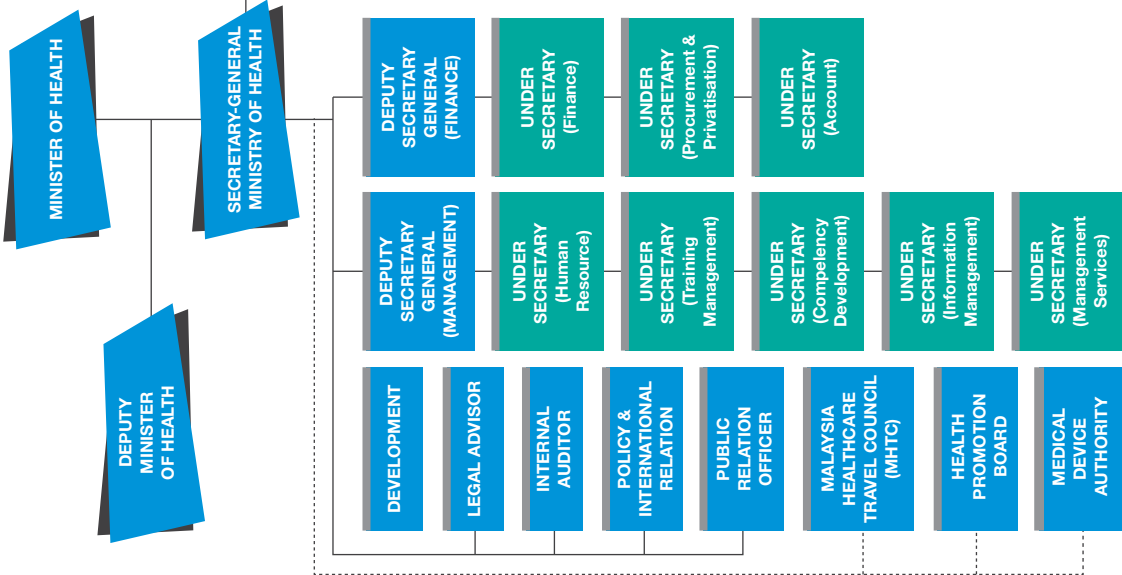 MINISTER OF HEALTH
DEPUTY
MINISTER
OF HEALTH
SECRETARY-GENERAL
MINISTRY OF HEALTH
DEPUTY
SECRETARY
GENERAL
(FINANCE)
UNDER
SECRETARY
(Finance)
UNDER
SECRETARY
(Procurement &
Privatisation)
UNDER
SECRETARY
(Account)
DEPUTY
SECRETARY
GENERAL
(MANAGEMENT)
UNDER
SECRETARY
(Human
Resource)
UNDER
SECRETARY
(Training
Management)
UNDER
SECRETARY
(Compelency
Development)
UNDER
SECRETARY
(Information
Management)
UNDER
SECRETARY
(Management
Services)
DEVELOPMENT
LEGAL ADVISOR
INTERNAL
AUDITOR
POLICY &
INTERNATIONAL
RELATION
PUBLIC
RELATION
OFFICER
MALAYSIA
HEALTHCARE
TRAVEL COUNCIL
(MHTC)
HEALTH
PROMOTION
BOARD
MEDICAL
DEVICE
AUTHORITY